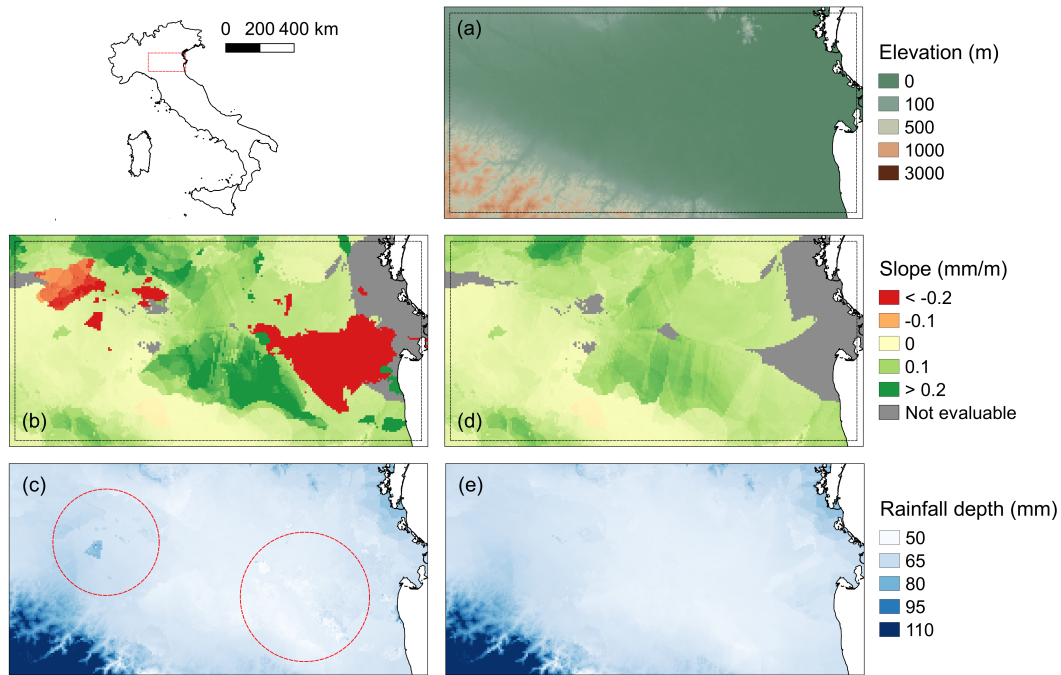 0 200 400 km
(a)
Elevation (m)
0
100
500
1000
3000
(b)
(d)
Slope (mm/m)
< -0.2
-0.1
0
0.1
> 0.2
Not evaluable
(c)
(e)
Rainfall depth (mm)
50
65
80
95
110